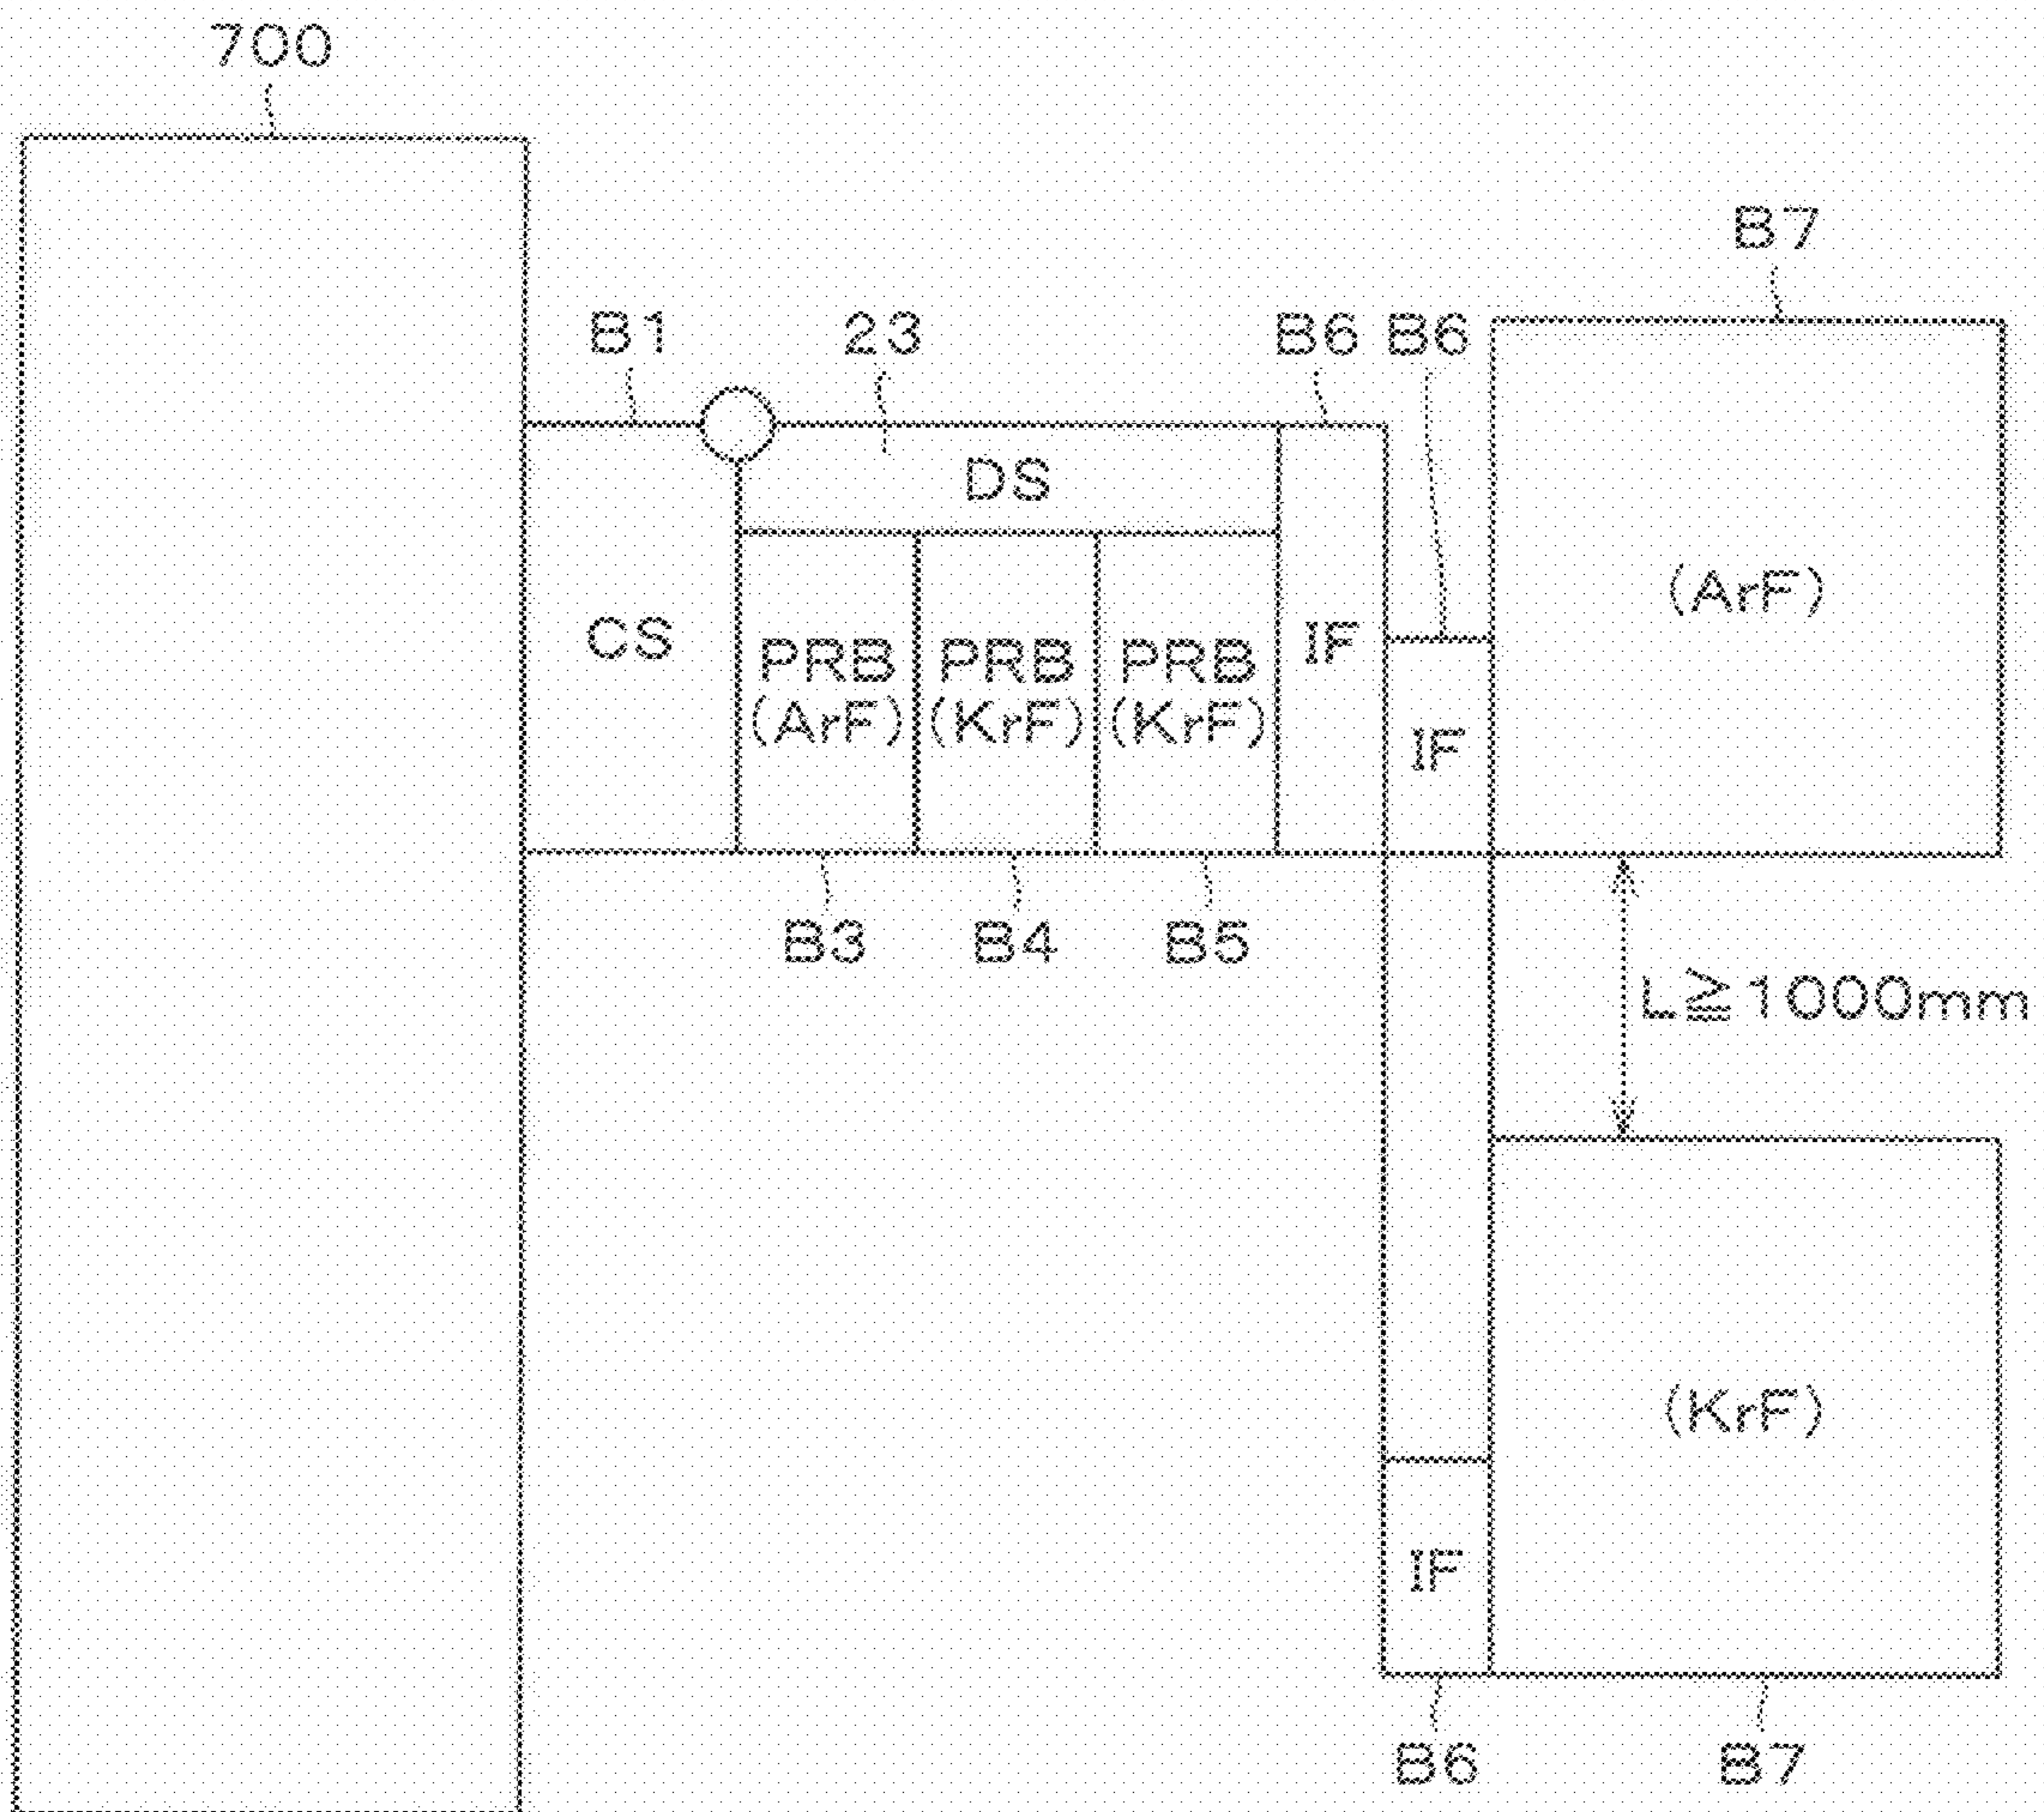 700
B7
B1
23
B6
B6
DS
(ArF)
CS
PRB
(ArF)
PRB
(KrF)
PRB
(KrF)
IF
IF
B3
B4
B5
L≧1000mm
(KrF)
IF
B6
B7